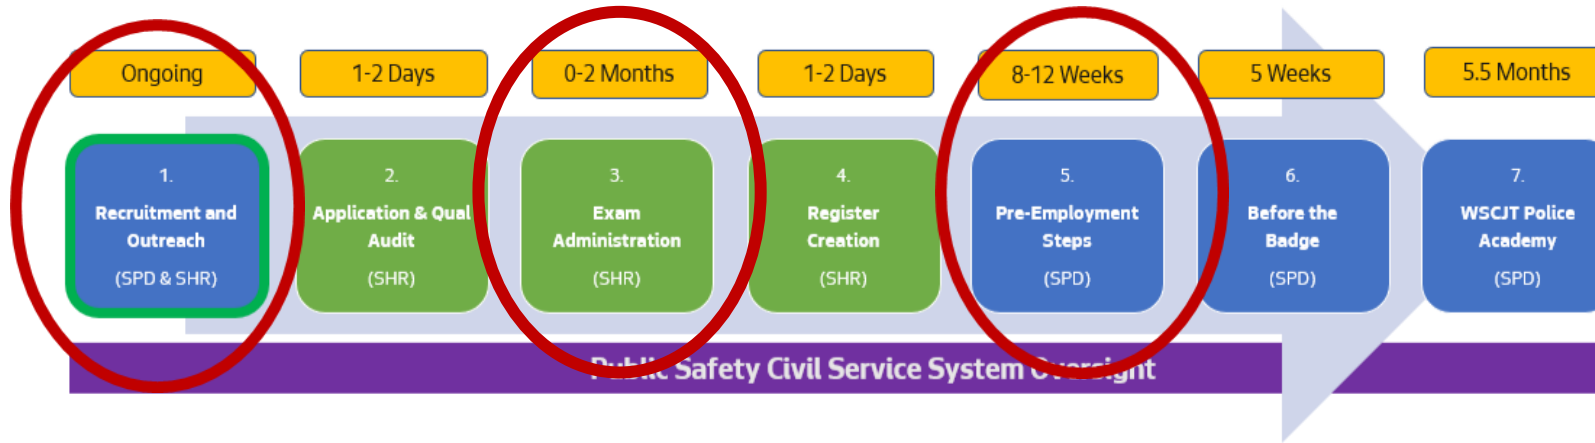 Ongoing
1-2 Days
0-2 Months
1-2 Days
8-12 Weeks
5 Weeks
5.5 Months
1.
Recruitment and
Outreach
(SPD & SHR)
2.
Application & Qual
Audit
(SHR)
3.
Exam
Administration
(SHR)
4.
Register
Creation
(SHR)
5.
Pre-Employment
Steps
(SPD)
6.
Before the
Badge
(SPD)
7.
WSCJT Police
Academy
(SPD)
Public Safety Civil Service System Oversight